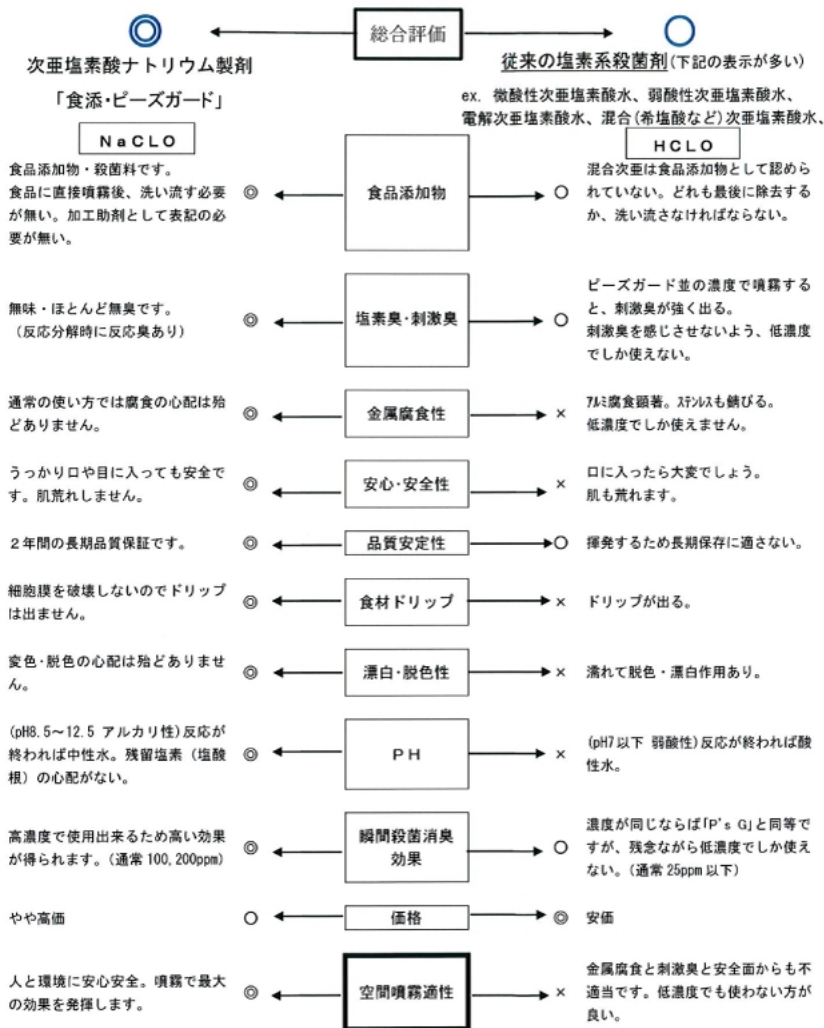 ◎ 総合評価 ○
次亜塩素酸ナトリウム製剤
「食添・ピーズガード」
NaCLO
従来の塩素系殺菌剤(下記の表示が多い)
ex. 微酸性次亜塩素酸水、弱酸性次亜塩素酸水、
電解次亜塩素酸水、混合(希塩酸など)次亜塩素酸水、
HCLO
食品添加物・殺菌料です。
食品に直接噴霧後、洗い流す必要
が無い。加工助剤として表記の必
要が無い。
◎ 食品添加物 ○
混合次亜は食品添加物として認めら
れていない。どれも最後に除去する
か、洗い流さなければならない。
無味・ほとんど無臭です。
(反応分解時に反応臭あり)
◎ 塩素臭・刺激臭 ○
ピーズガード並の濃度で噴霧する
と、刺激臭が強く出る。
刺激臭を感じさせないよう、低濃度
でしか使えない。
通常の使い方では腐食の心配は殆
どありません。
◎ 金属腐食性 ×
アルミ腐食顕著。ステンレスも錆びる。
低濃度でしか使えません。
うっかり口や目に入っても安全で
す。肌荒れしません。
◎ 安心・安全性 ×
口に入ったら大変でしょう。
肌も荒れます。
2年間の長期品質保証です。
◎ 品質安定性 ○
揮発するため長期保存に適さない。
細胞膜を破壊しないのでドリップ
は出ません。
◎ 食材ドリップ ×
ドリップが出る。
変色・脱色の心配は殆どありませ
ん。
◎ 漂白・脱色性 ×
濡れて脱色・漂白作用あり。
(pH8.5～12.5 アルカリ性)反応が
終われば中性水。残留塩素(塩酸
根)の心配がない。
◎ PH ×
(pH7以下 弱酸性)反応が終われば酸
性水。
高濃度で使用出来るため高い効果
が得られます。(通常100,200ppm)
◎ 瞬間殺菌消臭
効果 ○
濃度が同じならば「P's G」と同等で
すが、残念ながら低濃度でしか使え
ない。(通常25ppm以下)
やや高価
○ 価格 ◎
安価
人と環境に安心安全。噴霧で最大
の効果を発揮します。
◎ 空間噴霧適性 ×
金属腐食と刺激臭と安全面からも不
適当です。低濃度でも使わない方が
良い。